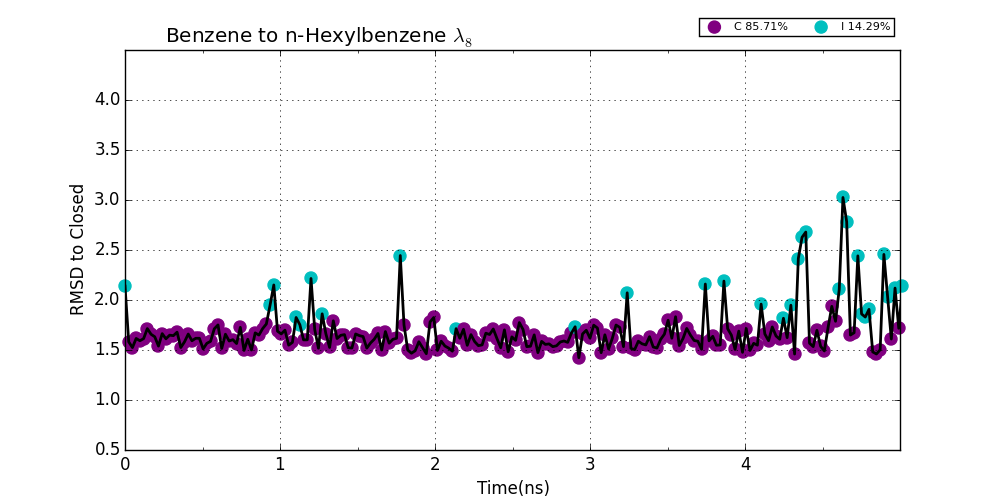 Benzene to n-Hexylbenzene λ₈
C 85.71% I 14.29%
4.0
3.5
3.0
2.5
2.0
1.5
1.0
0.5
RMSD to Closed
0 1 2 3 4
Time(ns)